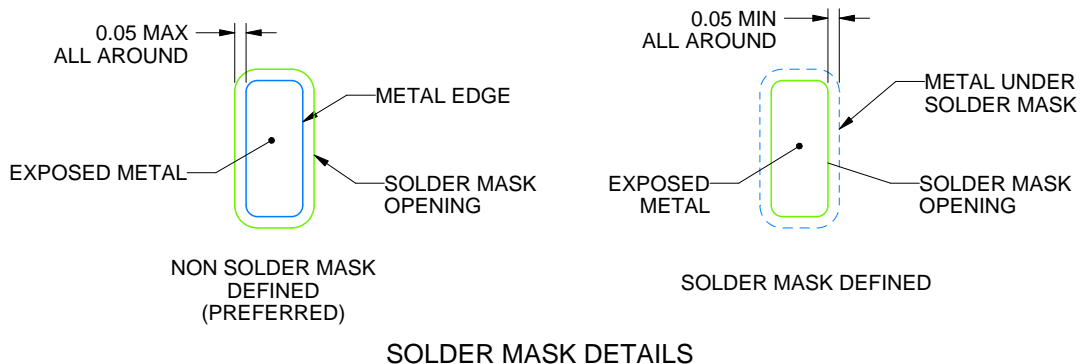 0.05 MAX
ALL AROUND
METAL EDGE
EXPOSED METAL
SOLDER MASK
OPENING
NON SOLDER MASK
DEFINED
(PREFERRED)
0.05 MIN
ALL AROUND
METAL UNDER
SOLDER MASK
EXPOSED
METAL
SOLDER MASK
OPENING
SOLDER MASK DEFINED
SOLDER MASK DETAILS